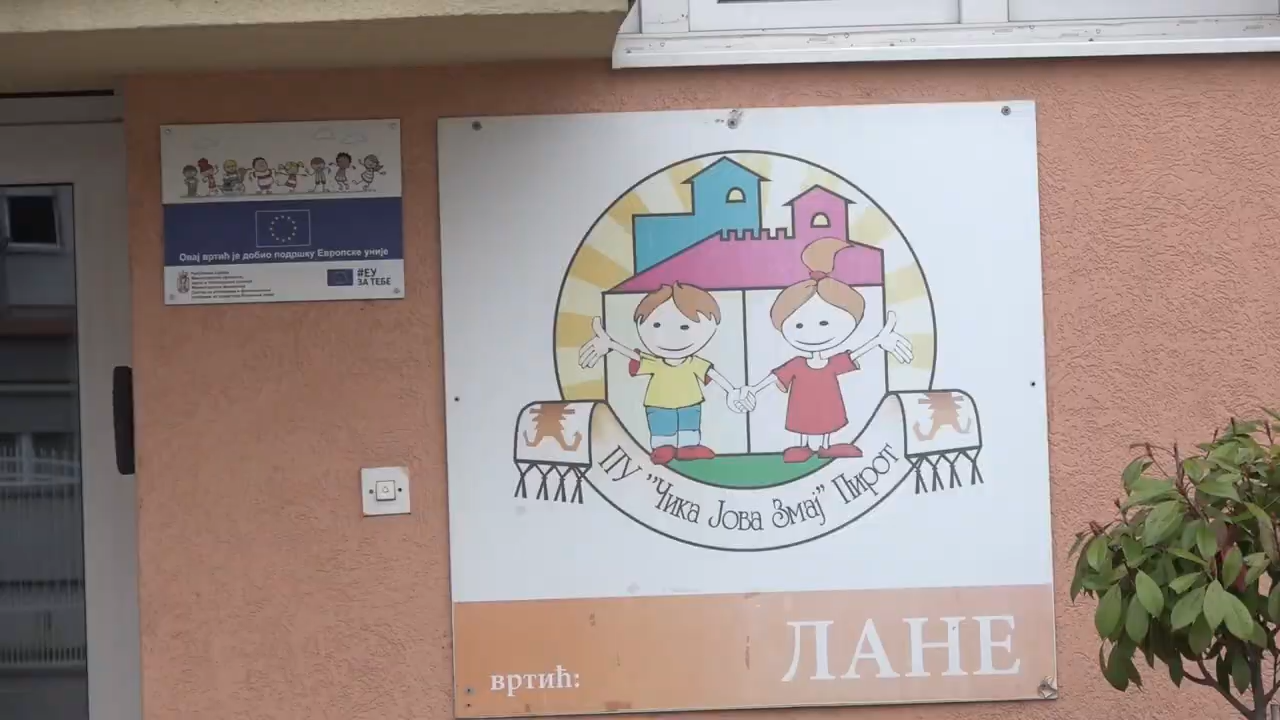 Овај вртић је добио подршку Европске уније
#ЕУ
ЗА ТЕБЕ
ПУ "Чика Јова Змај" Пирот
вртић:
ЛАНЕ